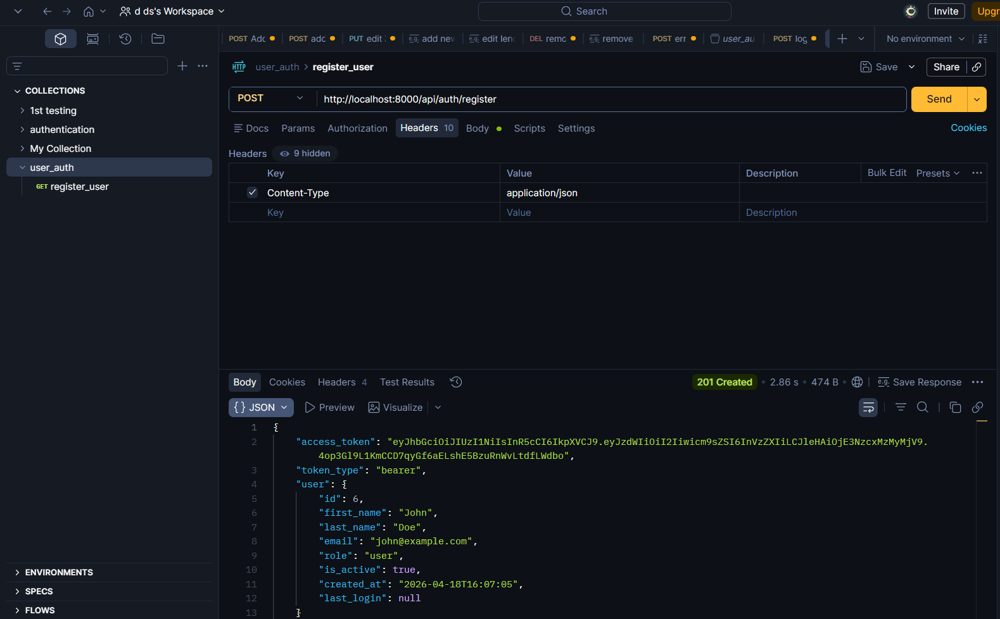 d ds's Workspace
Search
Invite
Upgr
POST Add
POST add
PUT edit
e.g. add new
e.g. edit len
DEL remo
e.g. remove
POST err
user_au
POST log
No environment
HTTP user_auth > register_user
Save
Share
COLLECTIONS
1st testing
authentication
My Collection
user_auth
GET register_user
POST
http://localhost:8000/api/auth/register
Send
Docs
Params
Authorization
Headers 10
Body
Scripts
Settings
Cookies
Headers
9 hidden
Key
Value
Description
Bulk Edit
Presets
Content-Type
application/json
Key
Value
Description
Body
Cookies
Headers 4
Test Results
201 Created
2.86 s
474 B
e.g. Save Response
{} JSON
Preview
Visualize
1 {
2 "access_token": "eyJhbGciOiJIUzI1NiIsInR5cCI6IkpXVCJ9.eyJzdWIiOiI2Iiwicm9sZSI6InVzZXIiLCJleHAiOjE3NzcxMzMyMjV9.
4op3Gl9L1KmCCD7qyGf6aELshE5BzuRnWvLtdfLWdbo",
3 "token_type": "bearer",
4 "user": {
5 "id": 6,
6 "first_name": "John",
7 "last_name": "Doe",
8 "email": "john@example.com",
9 "role": "user",
10 "is_active": true,
11 "created_at": "2026-04-18T16:07:05",
12 "last_login": null
13 }
ENVIRONMENTS
SPECS
FLOWS